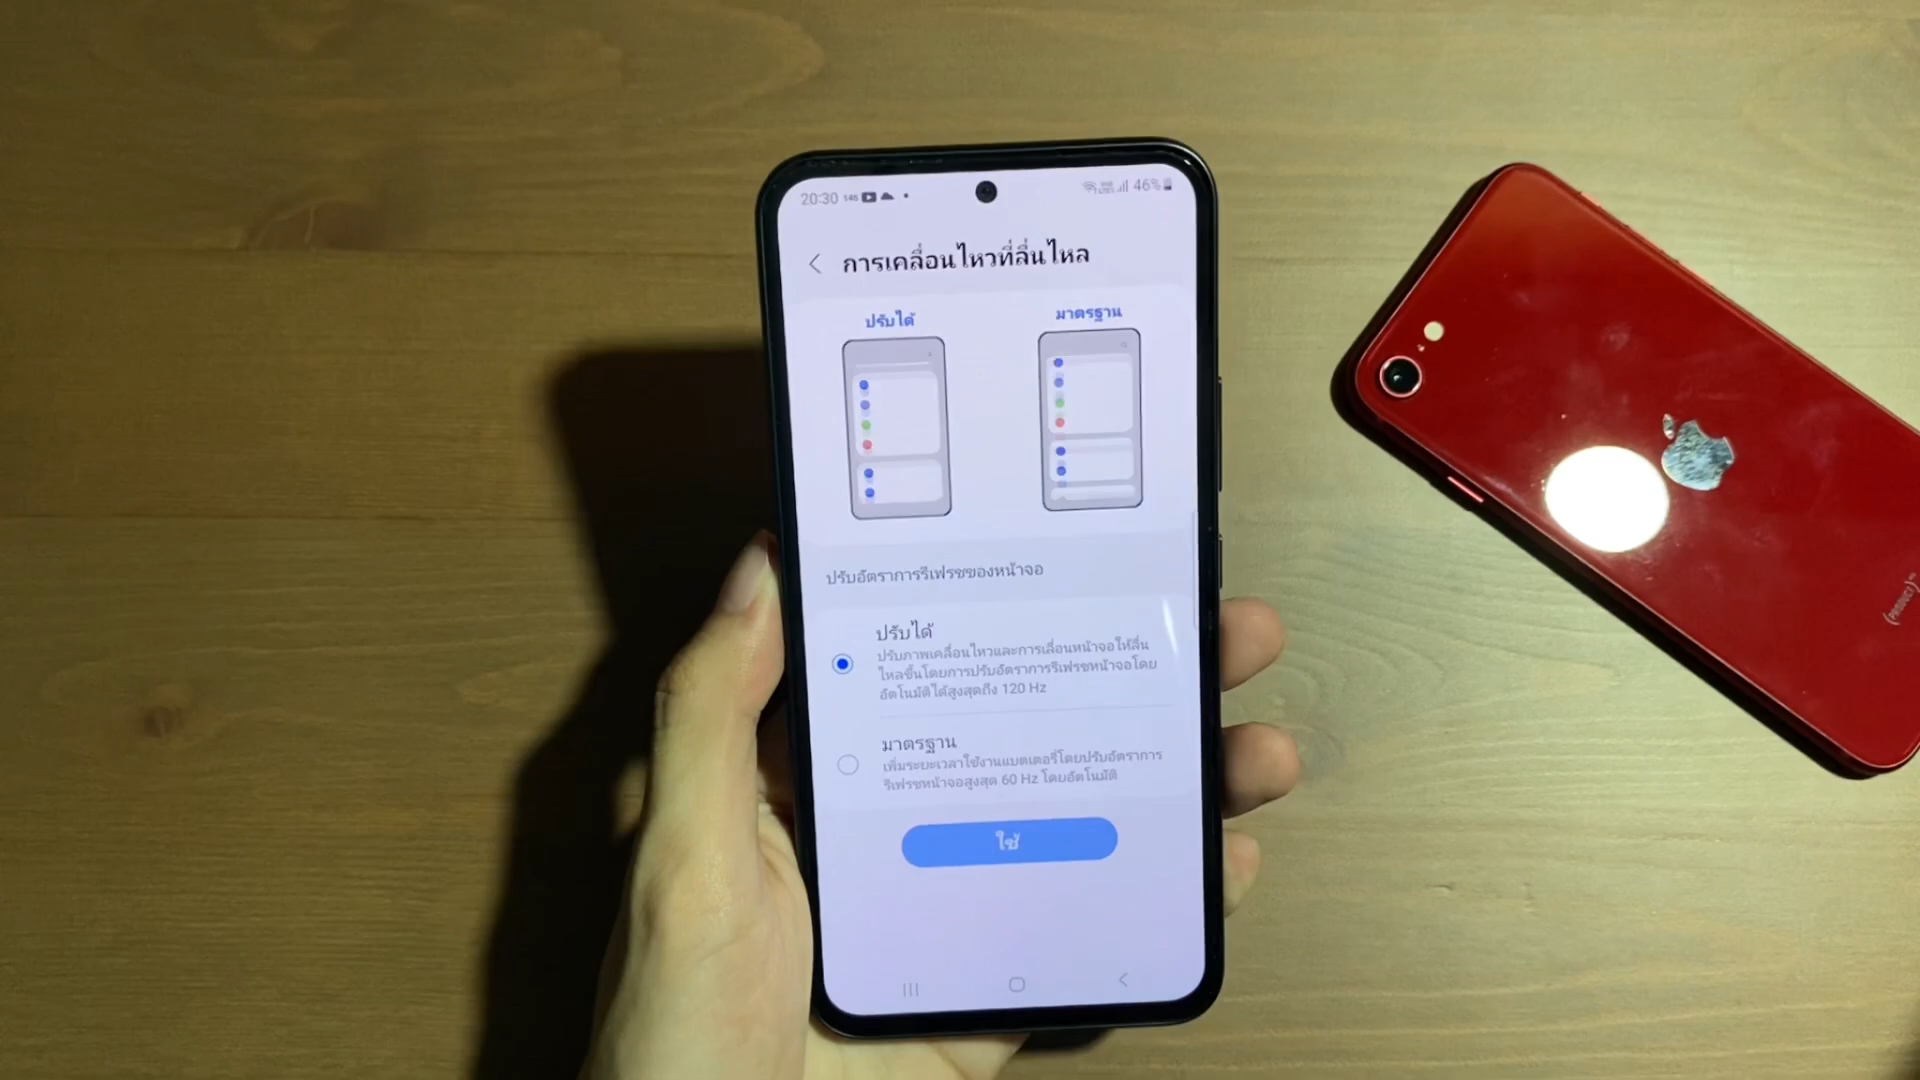 20:30
46%
การเคลื่อนไหวที่ลื่นไหล
ปรับได้
มาตรฐาน
ปรับอัตราการรีเฟรชของหน้าจอ
ปรับได้
ปรับภาพเคลื่อนไหวและการเลื่อนหน้าจอให้ลื่น
ไหลขึ้นโดยการปรับอัตราการรีเฟรชหน้าจอโดย
อัตโนมัติได้สูงสุดถึง 120 Hz
มาตรฐาน
เพิ่มระยะเวลาใช้งานแบตเตอรี่โดยปรับอัตราการ
รีเฟรชหน้าจอสูงสุด 60 Hz โดยอัตโนมัติ
ใช้
(PRODUCT)